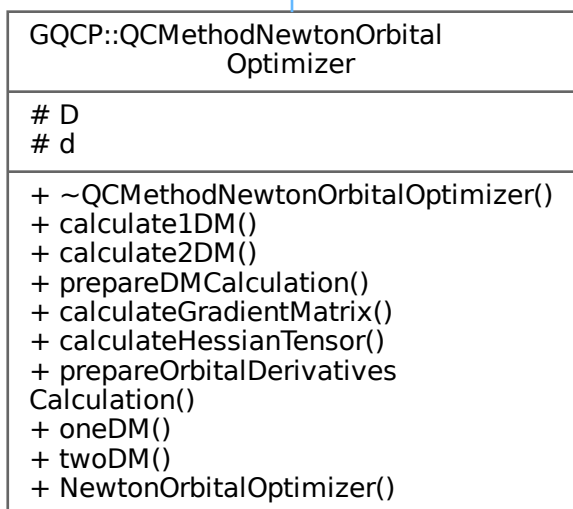 GQCP::QCMethodNewtonOrbital
Optimizer
# D
# d
+ ~QCMethodNewtonOrbitalOptimizer()
+ calculate1DM()
+ calculate2DM()
+ prepareDMCalculation()
+ calculateGradientMatrix()
+ calculateHessianTensor()
+ prepareOrbitalDerivatives
Calculation()
+ oneDM()
+ twoDM()
+ NewtonOrbitalOptimizer()